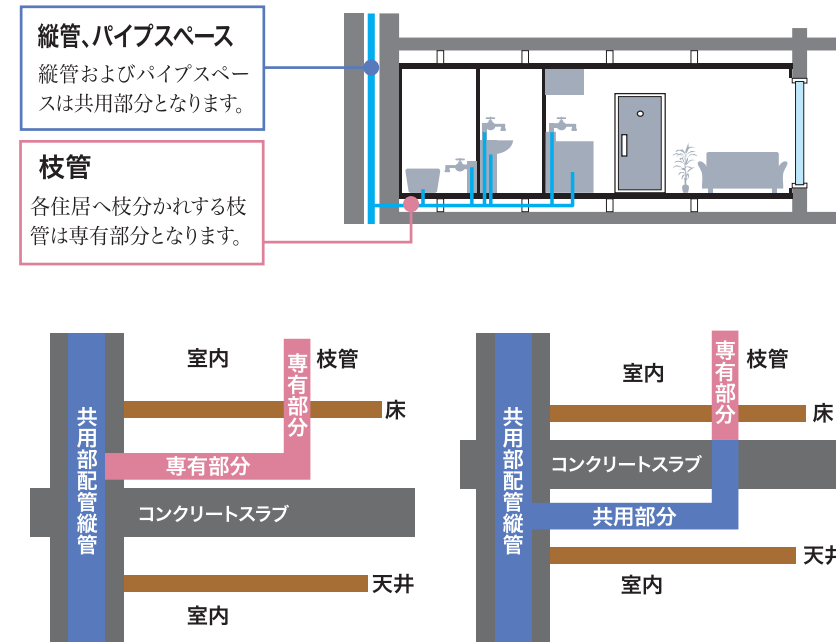 縦管、パイプスペース
縦管およびパイプスペー
スは共用部分となります。
枝管
各住居へ枝分かれする枝
管は専有部分となります。
室内
専有部分
枝管
床
共用部配管縦管
専有部分
コンクリートスラブ
天井
室内
室内
専有部分
枝管
床
共用部配管縦管
コンクリートスラブ
共用部分
天井
室内